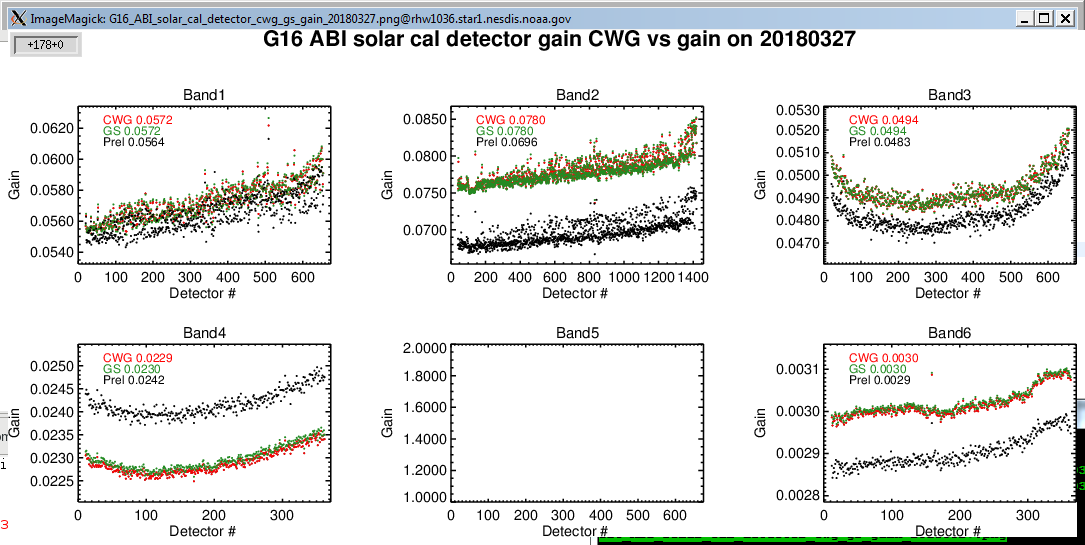 ImageMagick: G16_ABI_solar_cal_detector_cwg_gs_gain_20180327.png@rhw1036.star1.nesdis.noaa.gov
+178+0
G16 ABI solar cal detector gain CWG vs gain on 20180327
Band1
CWG 0.0572
GS 0.0572
Prel 0.0564
0.0620
0.0600
0.0580
0.0560
0.0540
Gain
0 100 200 300 400 500 600
Detector #
Band2
CWG 0.0780
GS 0.0780
Prel 0.0696
0.0850
0.0800
0.0750
0.0700
Gain
0 200 400 600 800 1000 1200 1400
Detector #
Band3
CWG 0.0494
GS 0.0494
Prel 0.0483
0.0530
0.0520
0.0510
0.0500
0.0490
0.0480
0.0470
Gain
0 100 200 300 400 500 600
Detector #
Band4
CWG 0.0229
GS 0.0230
Prel 0.0242
0.0250
0.0245
0.0240
0.0235
0.0230
0.0225
Gain
0 100 200 300
Detector #
Band5
2.0000
1.8000
1.6000
1.4000
1.2000
1.0000
Gain
0 100 200 300 400 500 600
Detector #
Band6
CWG 0.0030
GS 0.0030
Prel 0.0029
0.0031
0.0030
0.0029
0.0028
Gain
0 100 200 300
Detector #